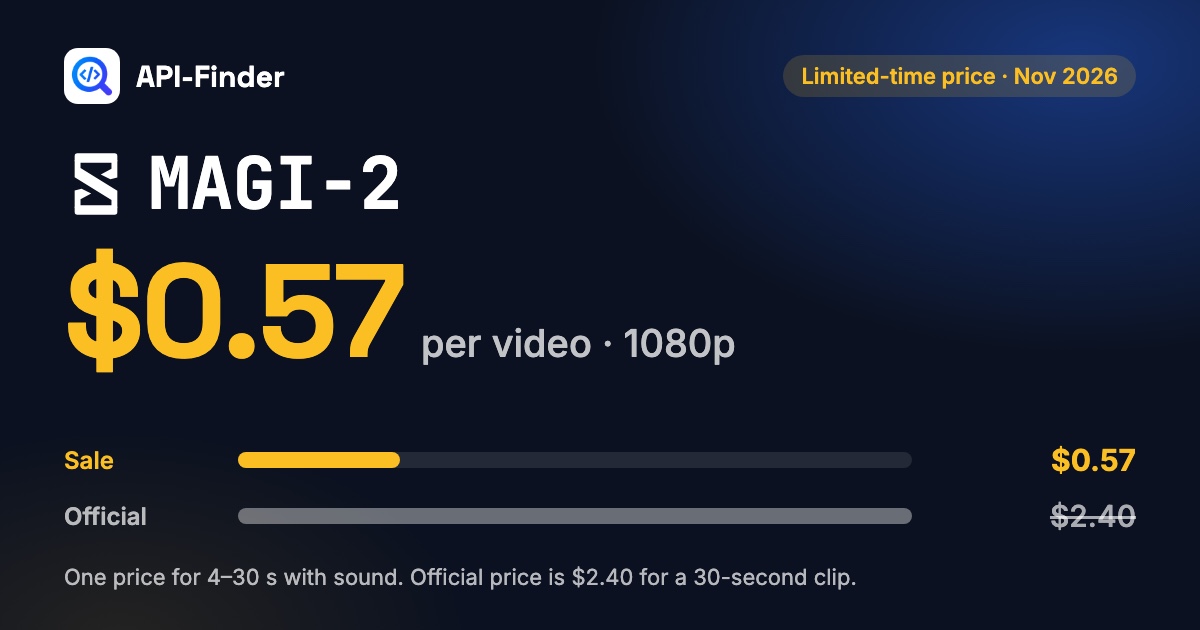 API-Finder
Limited-time price · Nov 2026
MAGI-2
$0.57 per video · 1080p
Sale $0.57
Official $2.40
One price for 4–30 s with sound. Official price is $2.40 for a 30-second clip.